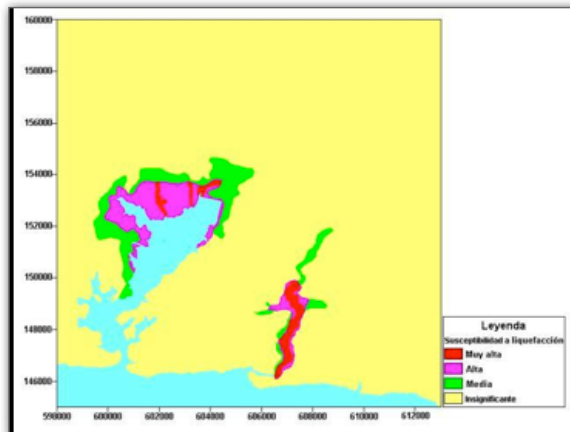 160000
158000
156000
154000
152000
150000
148000
146000
598000 600000 602000 604000 606000 608000 610000 612000
Leyenda
Susceptibilidad a liquefacción
Muy alta
Alta
Media
Insignificante